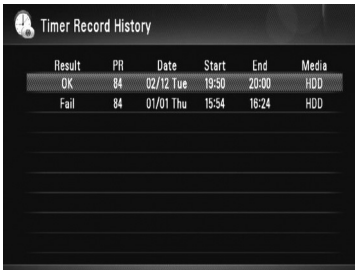 Timer Record History
Result PR Date Start End Media
OK 84 02/12 Tue 19:50 20:00 HDD
Fail 84 01/01 Thu 15:54 16:24 HDD